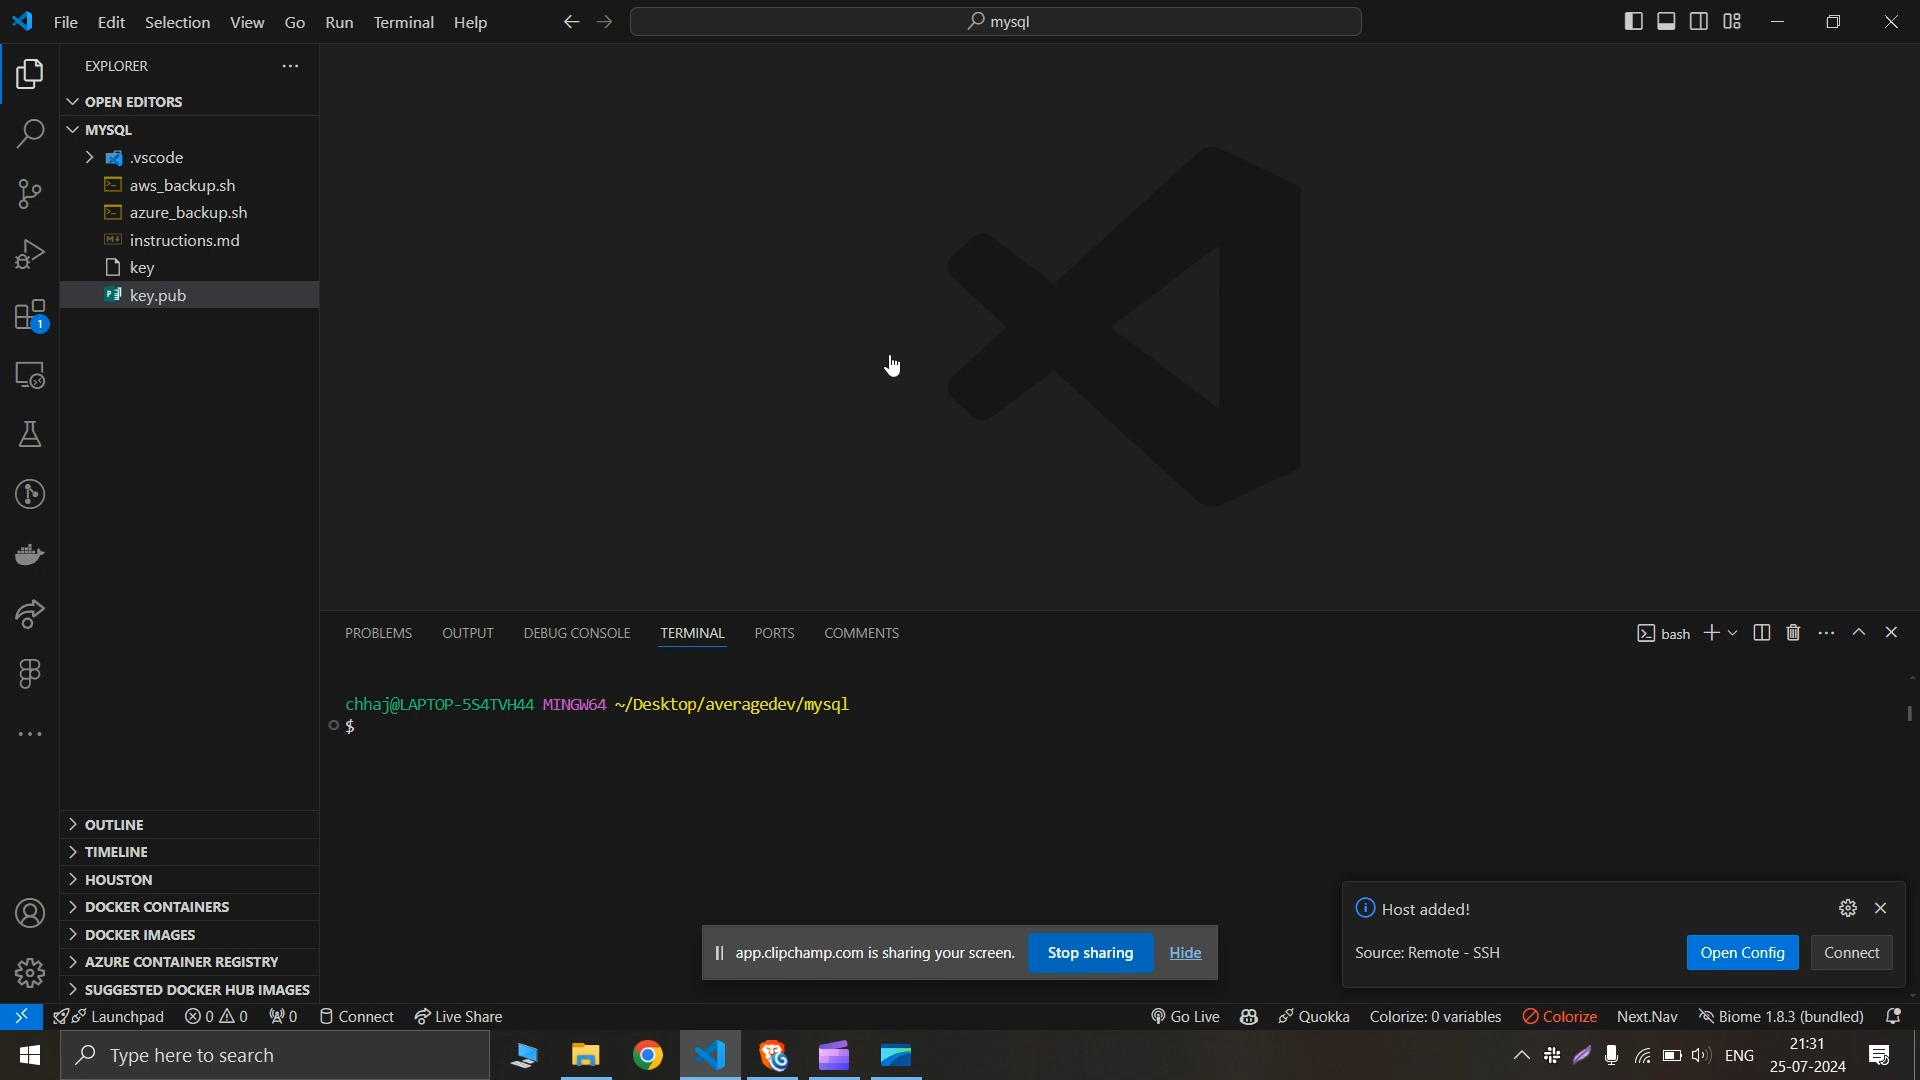 File Edit Selection View Go Run Terminal Help
mysql
EXPLORER
OPEN EDITORS
MYSQL
.vscode
aws_backup.sh
azure_backup.sh
instructions.md
key
key.pub
1
PROBLEMS OUTPUT DEBUG CONSOLE TERMINAL PORTS COMMENTS
bash
chhaj@LAPTOP-5S4TVH44 MINGW64 ~/Desktop/averagedev/mysql
$
OUTLINE
TIMELINE
HOUSTON
DOCKER CONTAINERS
DOCKER IMAGES
AZURE CONTAINER REGISTRY
SUGGESTED DOCKER HUB IMAGES
app.clipchamp.com is sharing your screen. Stop sharing Hide
Host added!
Source: Remote - SSH Open Config Connect
Launchpad 0 0 0 Connect Live Share Go Live Quokka Colorize: 0 variables Colorize Next.Nav Biome 1.8.3 (bundled)
Type here to search
ENG
21:31
25-07-2024